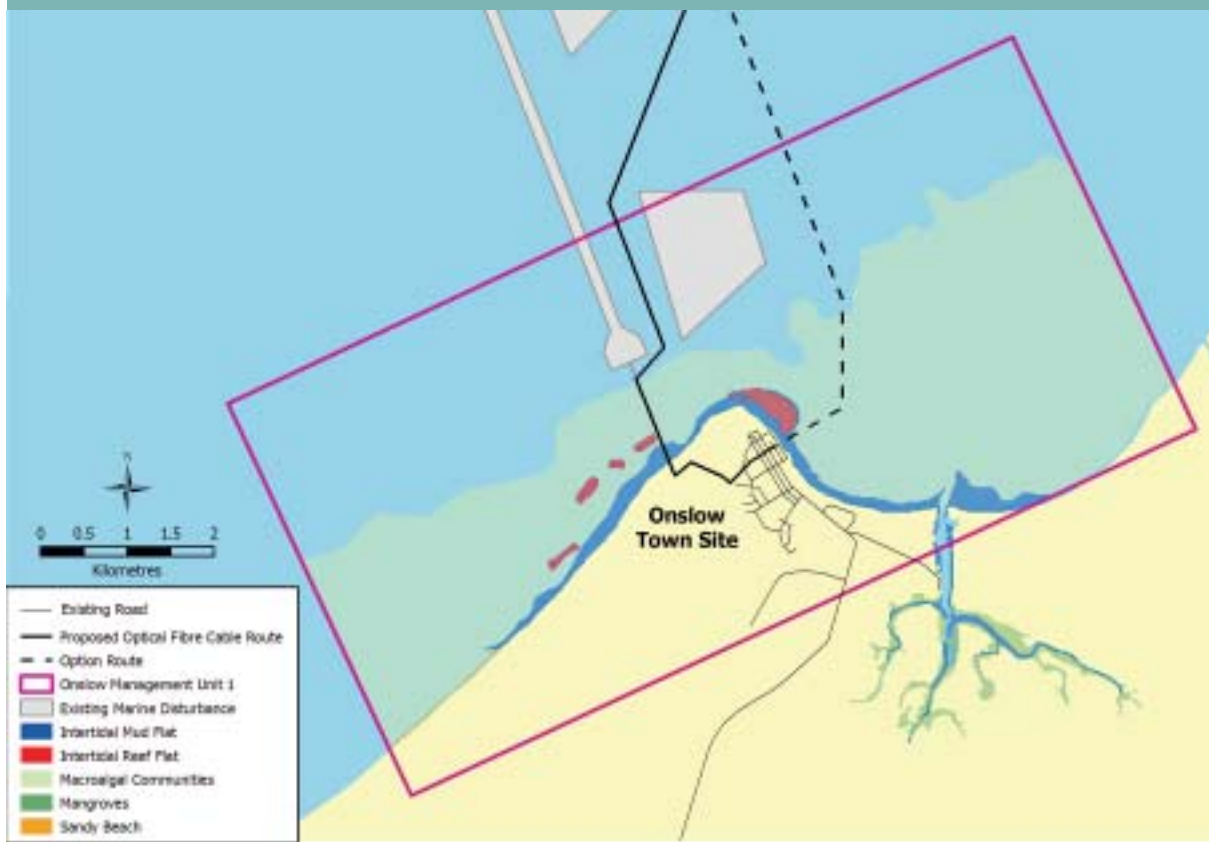 Onslow
Town Site
N
0 0.5 1 1.5 2
Kilometres
Existing Road
Proposed Optical Fibre Cable Route
Option Route
Onslow Management Unit 1
Existing Marine Disturbance
Intertidal Mud Flat
Intertidal Reef Flat
Macroalgal Communities
Mangroves
Sandy Beach